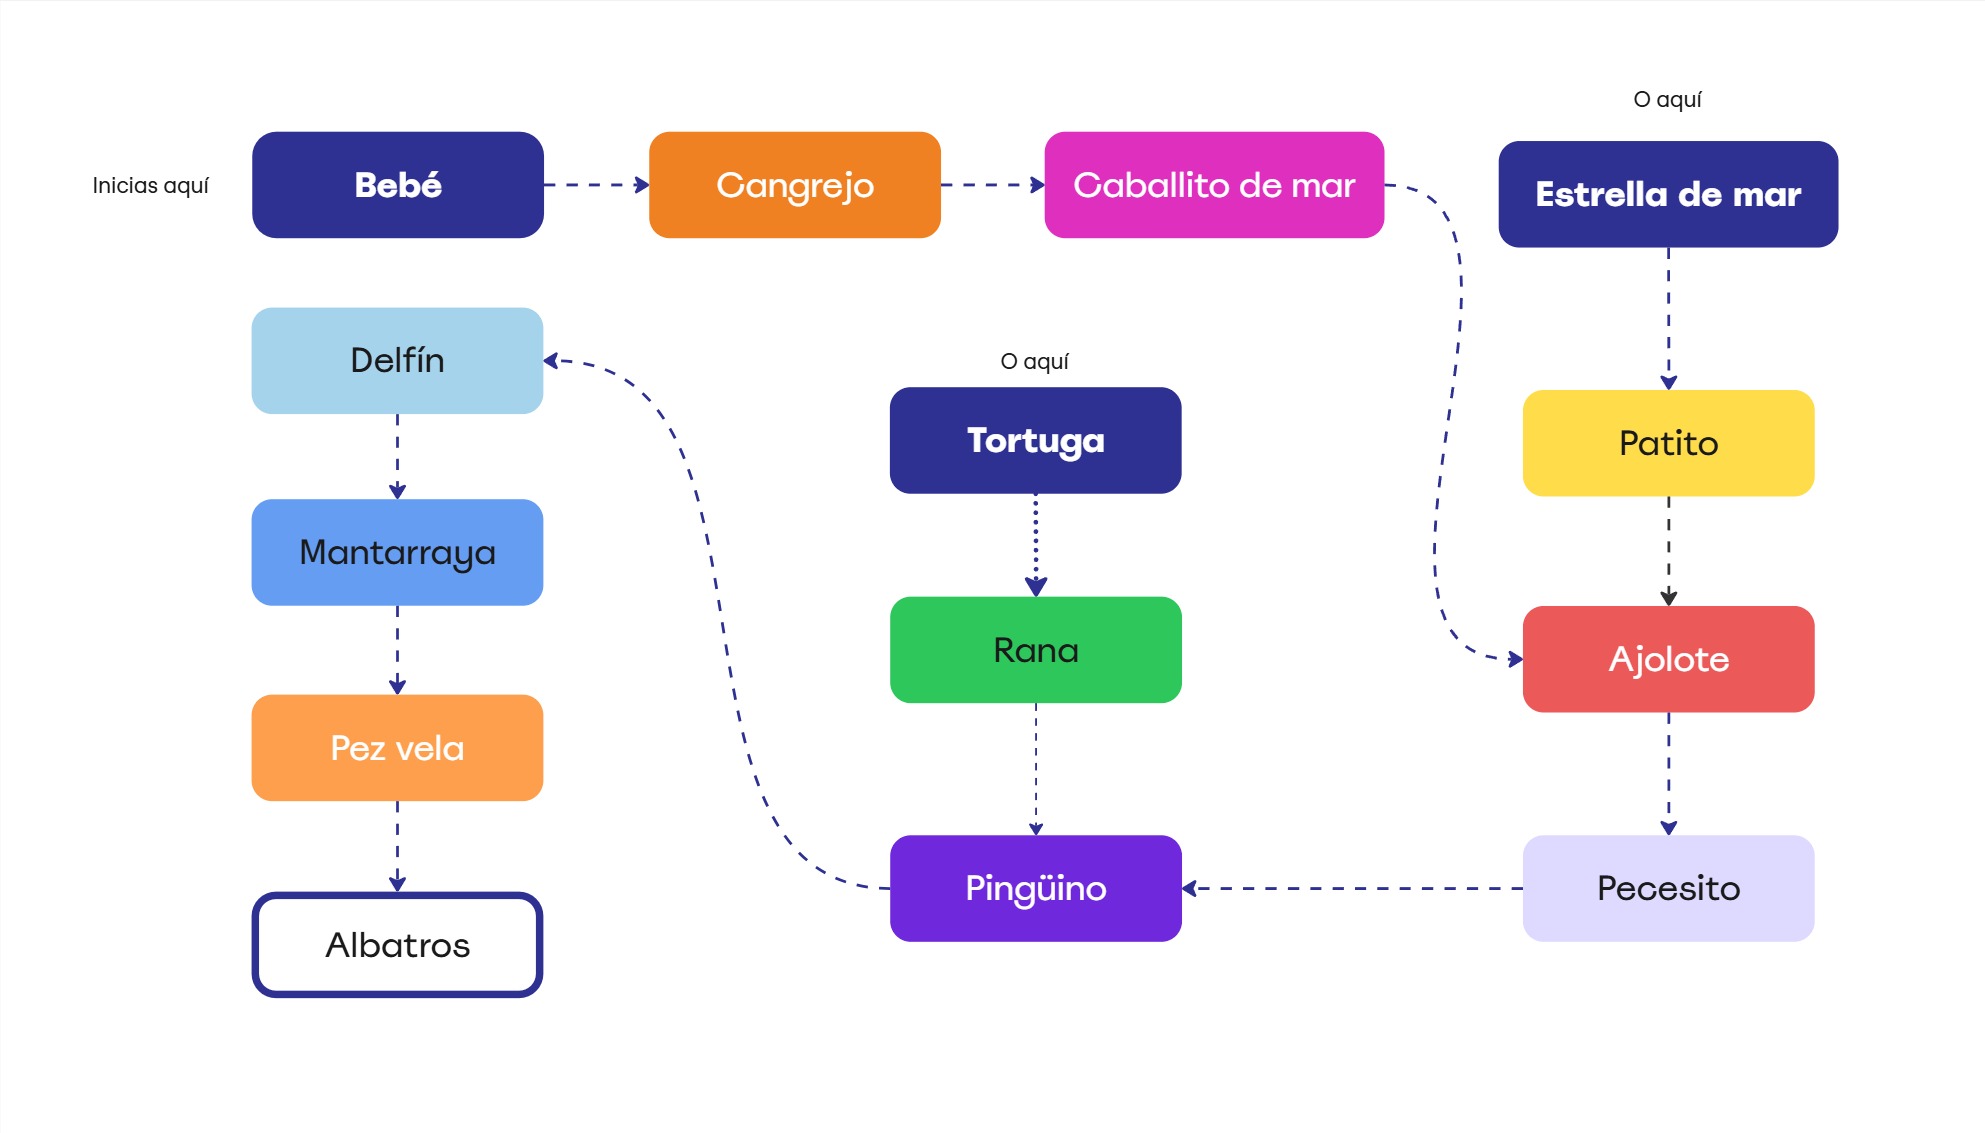 O aquí
Inicias aquí
Bebé
Cangrejo
Caballito de mar
Estrella de mar
Delfín
O aquí
Tortuga
Patito
Mantarraya
Rana
Ajolote
Pez vela
Pingüino
Pecesito
Albatros